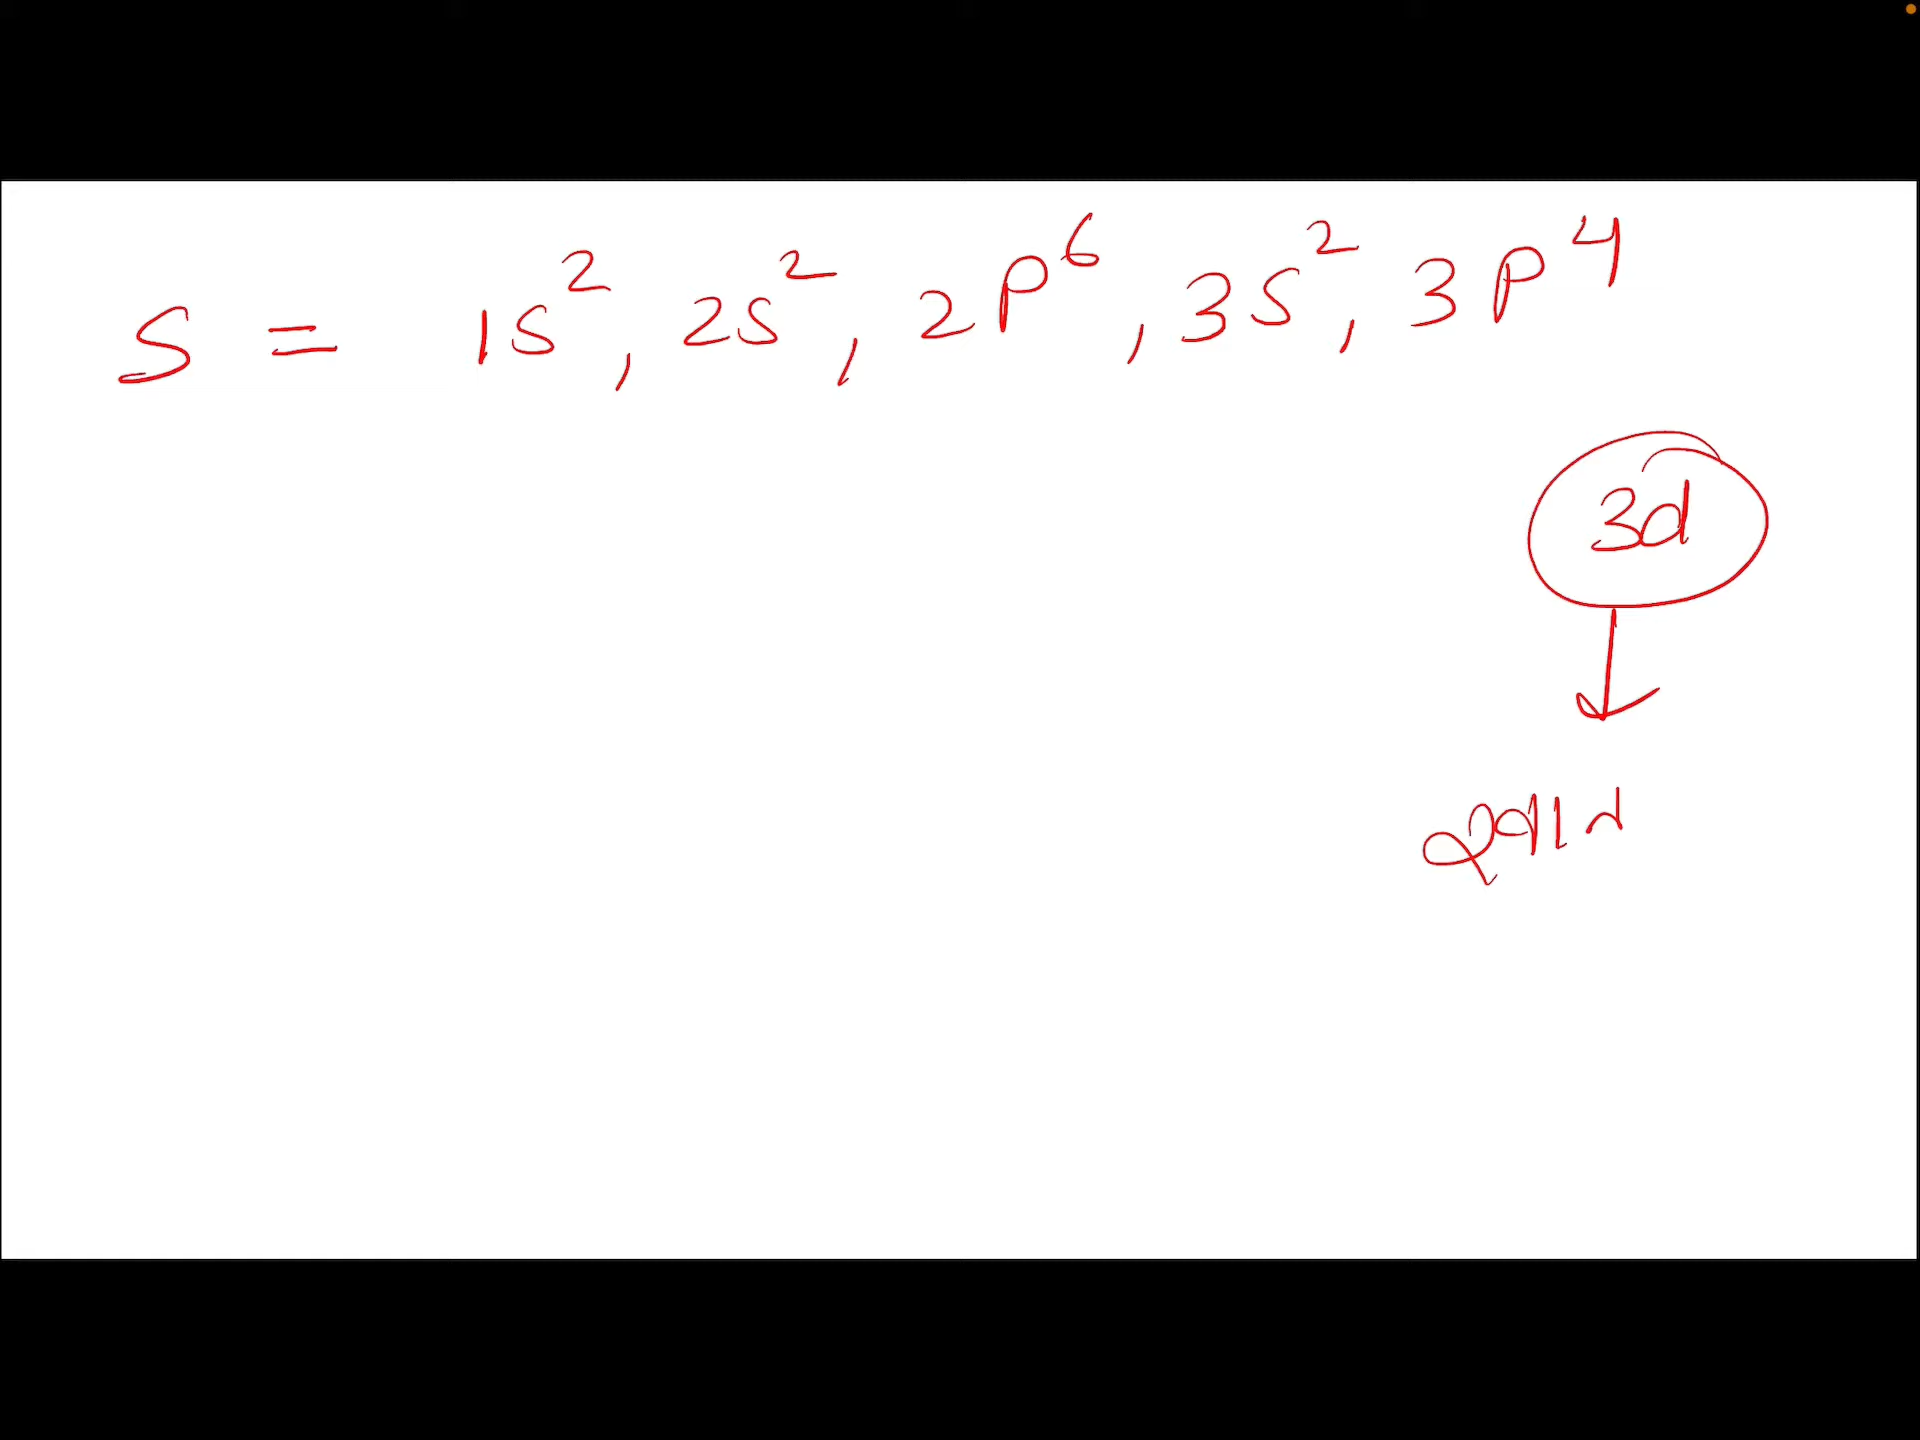 S = 1s², 2s², 2p⁶, 3s², 3p⁴
3d